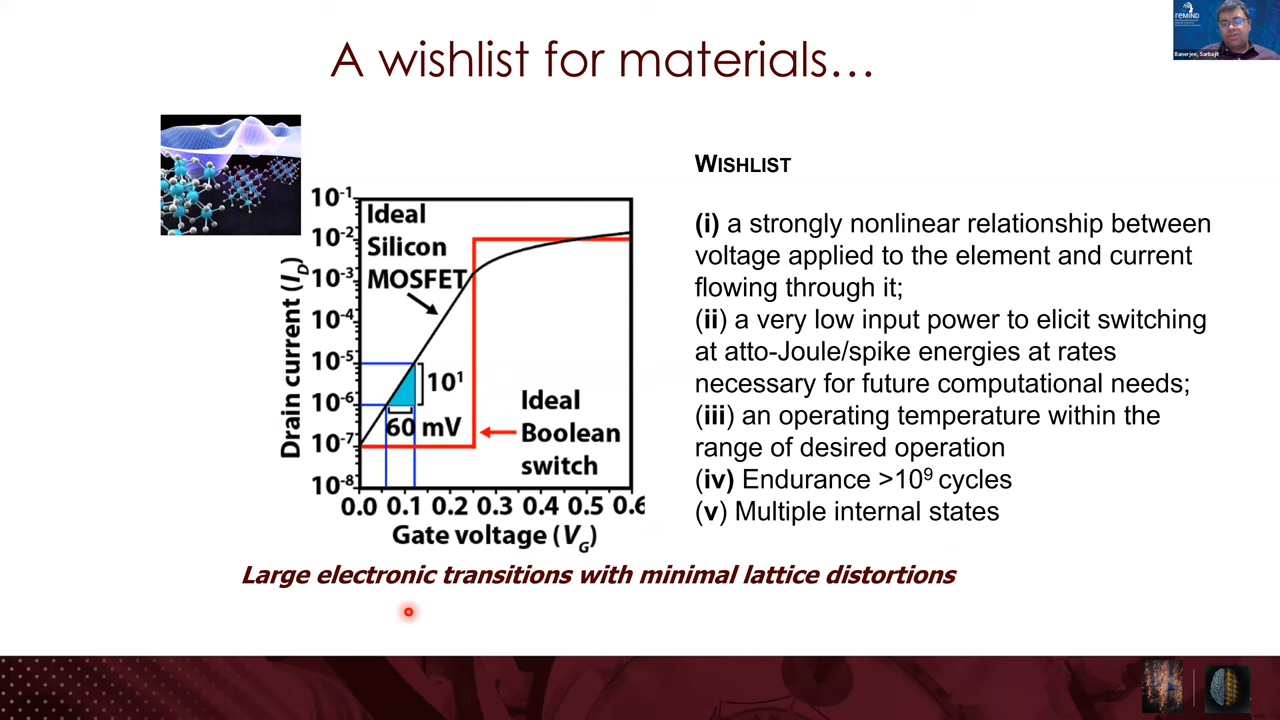 A wishlist for materials...
reMIND
Banerjee, Sarbajit
WISHLIST
(i) a strongly nonlinear relationship between
voltage applied to the element and current
flowing through it;
(ii) a very low input power to elicit switching
at atto-Joule/spike energies at rates
necessary for future computational needs;
(iii) an operating temperature within the
range of desired operation
(iv) Endurance >10⁹ cycles
(v) Multiple internal states
Drain current (I_D)
10⁻¹
10⁻²
10⁻³
10⁻⁴
10⁻⁵
10⁻⁶
10⁻⁷
10⁻⁸
Ideal
Silicon
MOSFET
10¹
60 mV
Ideal
Boolean
switch
0.0 0.1 0.2 0.3 0.4 0.5 0.6
Gate voltage (V_G)
Large electronic transitions with minimal lattice distortions